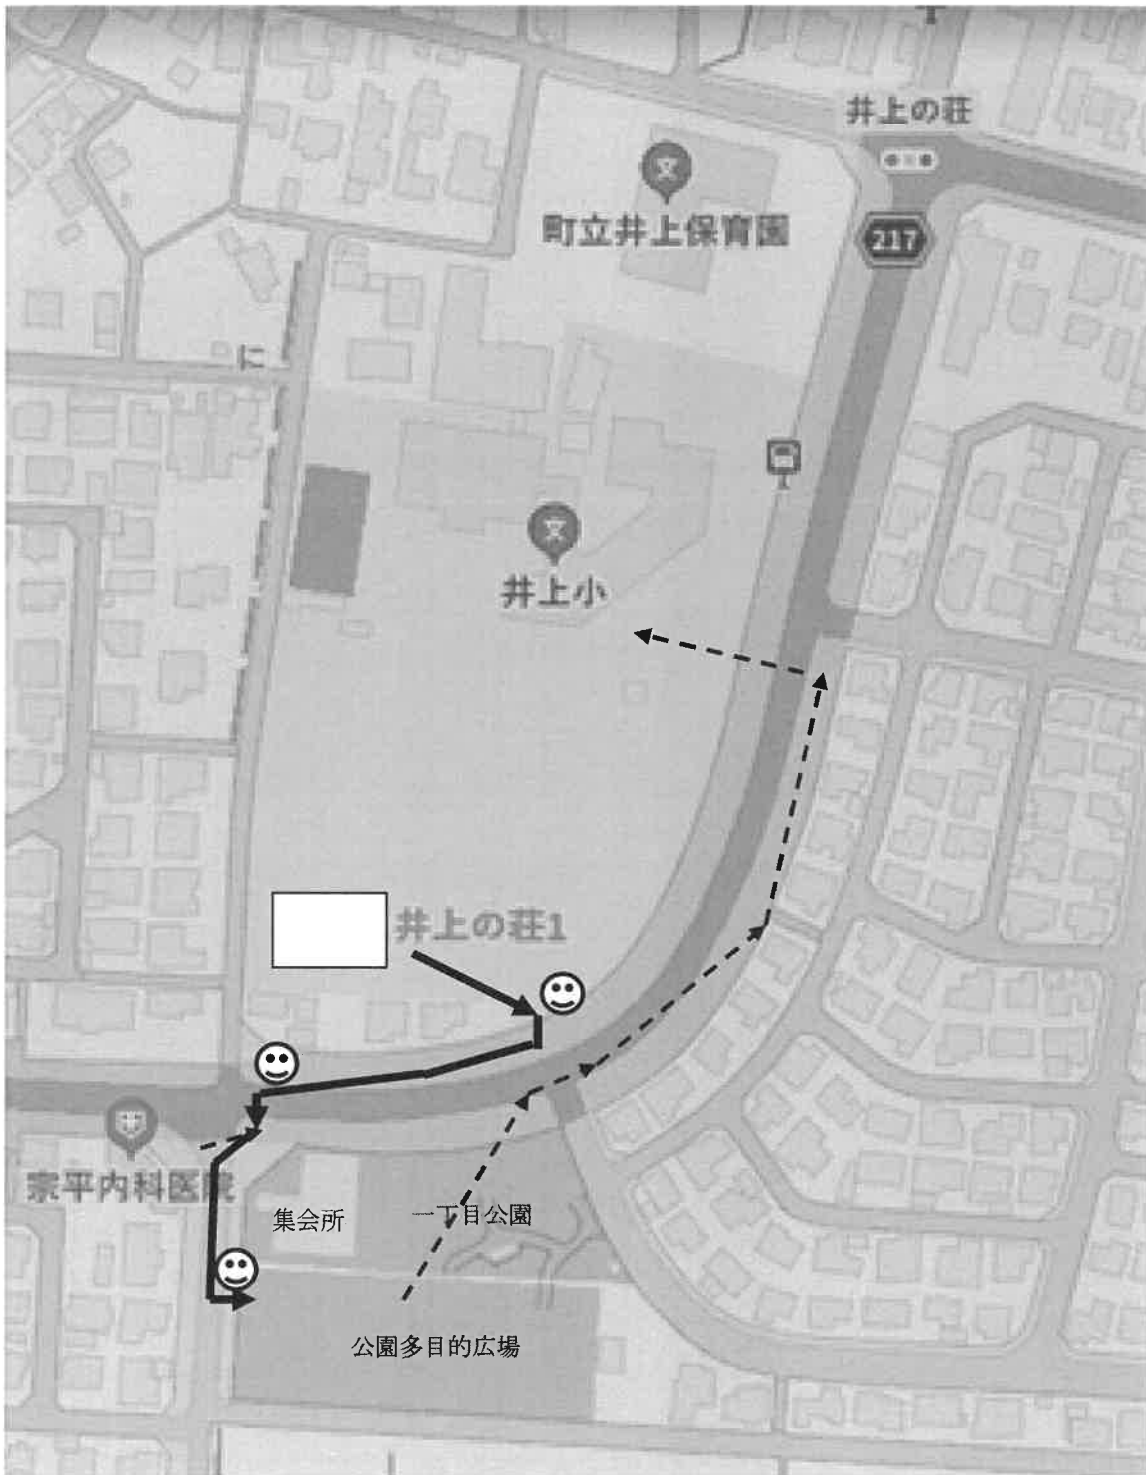 井上の荘
文
町立井上保育園
217
文
井上小
井上の荘1
宗平内科医院
集会所
一丁目公園
公園多目的広場